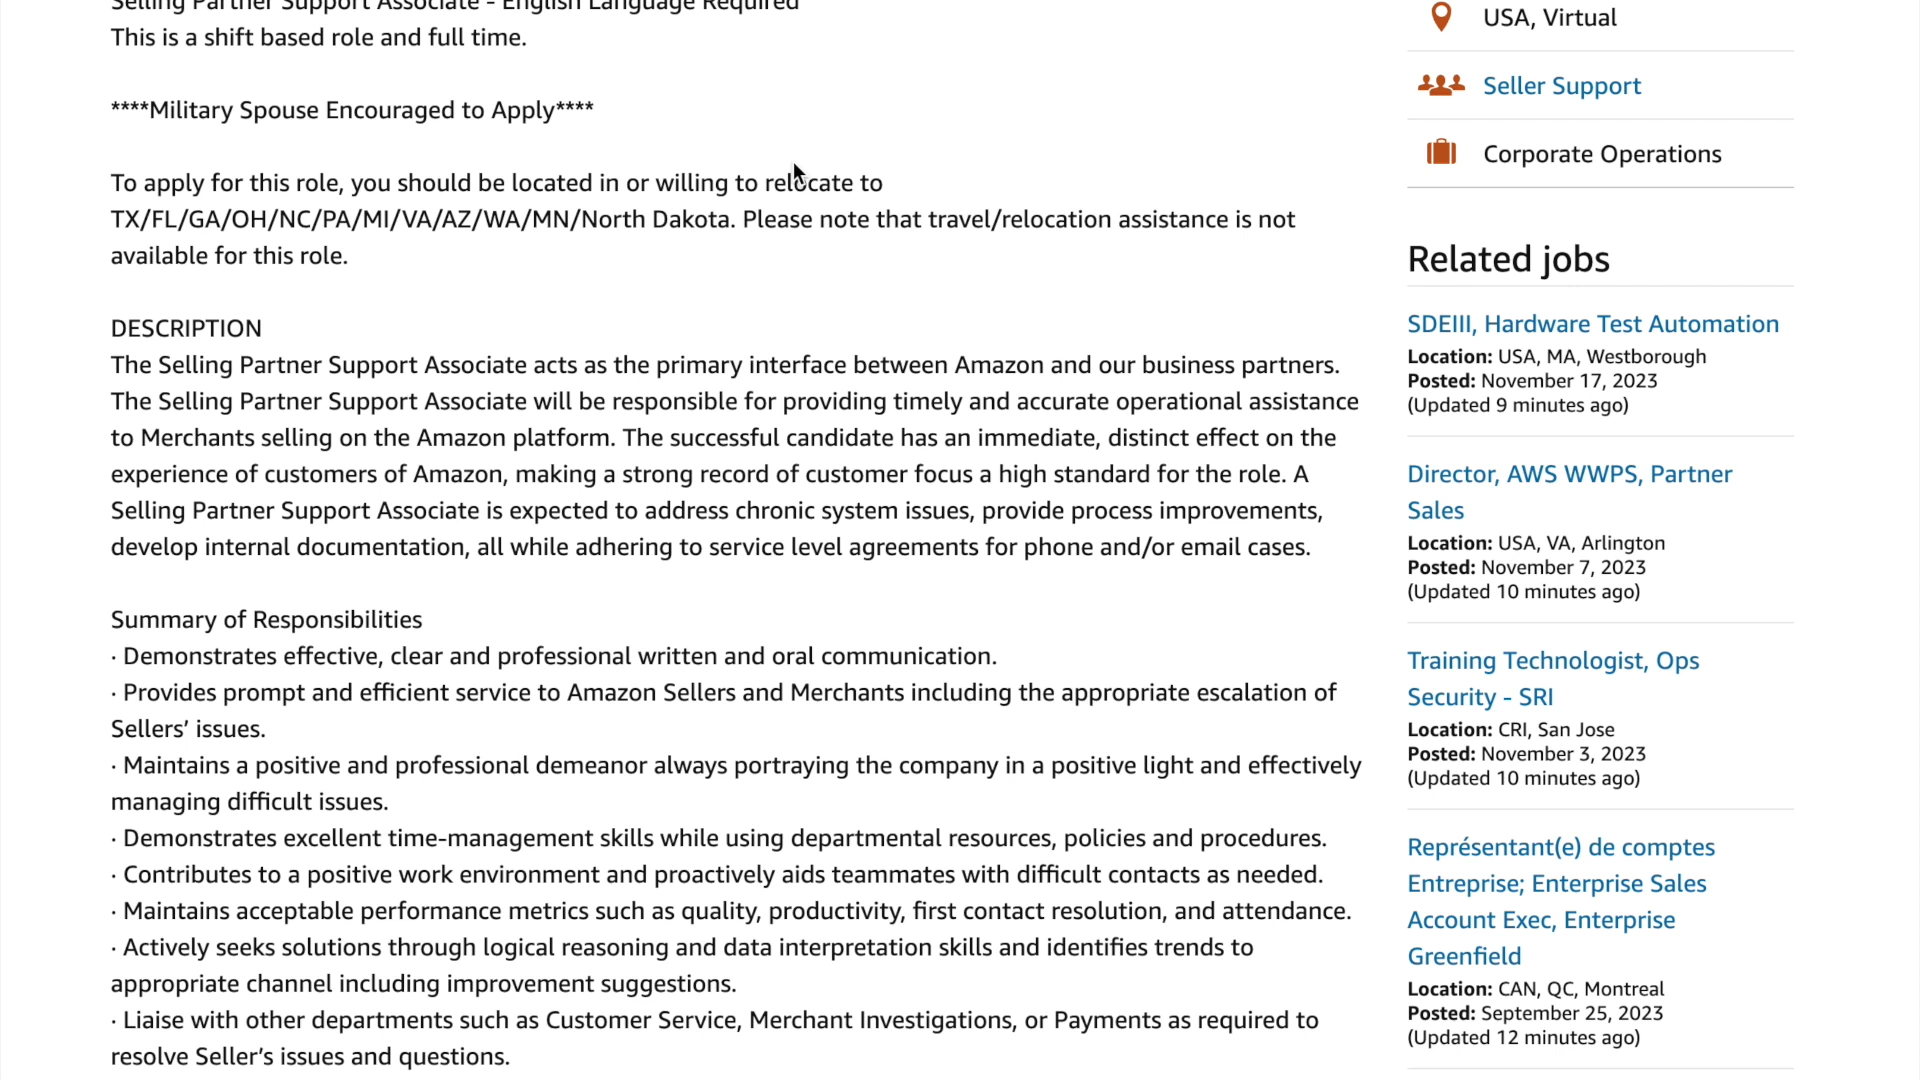 Selling Partner Support Associate - English Language Required
This is a shift based role and full time.
****Military Spouse Encouraged to Apply****
To apply for this role, you should be located in or willing to relocate to
TX/FL/GA/OH/NC/PA/MI/VA/AZ/WA/MN/North Dakota. Please note that travel/relocation assistance is not
available for this role.
DESCRIPTION
The Selling Partner Support Associate acts as the primary interface between Amazon and our business partners.
The Selling Partner Support Associate will be responsible for providing timely and accurate operational assistance
to Merchants selling on the Amazon platform. The successful candidate has an immediate, distinct effect on the
experience of customers of Amazon, making a strong record of customer focus a high standard for the role. A
Selling Partner Support Associate is expected to address chronic system issues, provide process improvements,
develop internal documentation, all while adhering to service level agreements for phone and/or email cases.
Summary of Responsibilities
· Demonstrates effective, clear and professional written and oral communication.
· Provides prompt and efficient service to Amazon Sellers and Merchants including the appropriate escalation of
Sellers’ issues.
· Maintains a positive and professional demeanor always portraying the company in a positive light and effectively
managing difficult issues.
· Demonstrates excellent time-management skills while using departmental resources, policies and procedures.
· Contributes to a positive work environment and proactively aids teammates with difficult contacts as needed.
· Maintains acceptable performance metrics such as quality, productivity, first contact resolution, and attendance.
· Actively seeks solutions through logical reasoning and data interpretation skills and identifies trends to
appropriate channel including improvement suggestions.
· Liaise with other departments such as Customer Service, Merchant Investigations, or Payments as required to
resolve Seller’s issues and questions.
USA, Virtual
Seller Support
Corporate Operations
Related jobs
SDEIII, Hardware Test Automation
Location: USA, MA, Westborough
Posted: November 17, 2023
(Updated 9 minutes ago)
Director, AWS WWPS, Partner
Sales
Location: USA, VA, Arlington
Posted: November 7, 2023
(Updated 10 minutes ago)
Training Technologist, Ops
Security - SRI
Location: CRI, San Jose
Posted: November 3, 2023
(Updated 10 minutes ago)
Représentant(e) de comptes
Entreprise; Enterprise Sales
Account Exec, Enterprise
Greenfield
Location: CAN, QC, Montreal
Posted: September 25, 2023
(Updated 12 minutes ago)